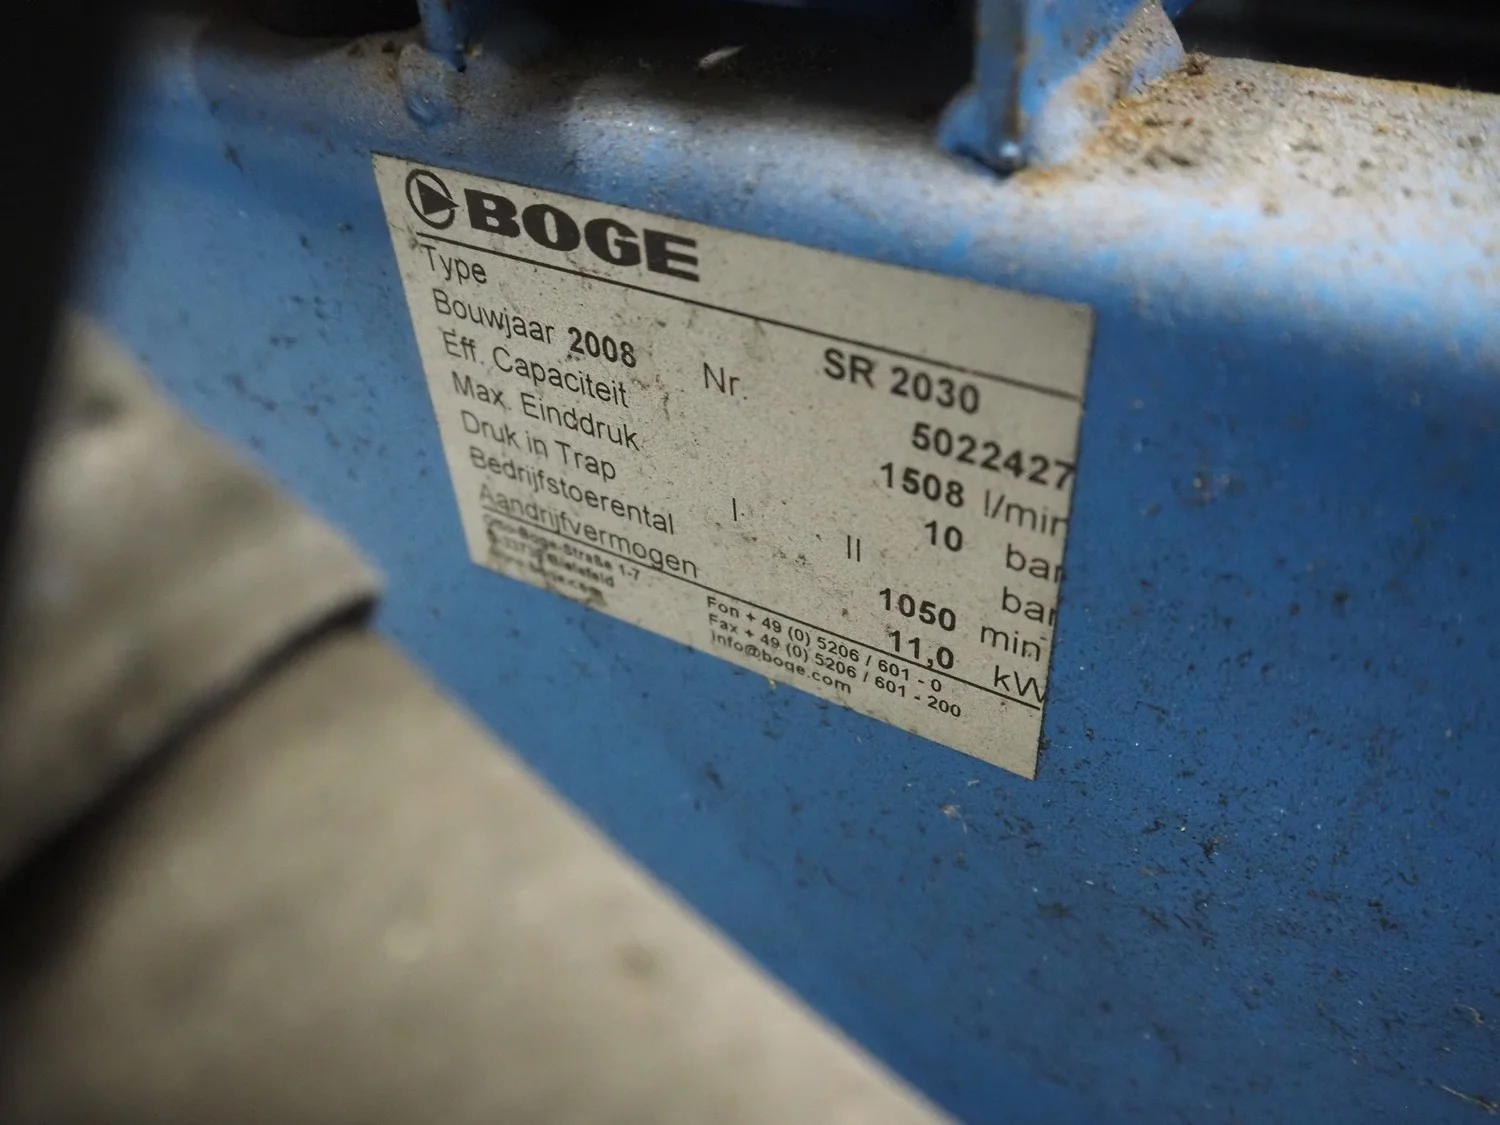 BOGE
Type SR 2030
Bouwjaar 2008 Nr. 5022427
Eff. Capaciteit 1508 l/min
Max. Einddruk 10 bar
Druk in Trap I II bar
Bedrijfstoerental 1050 min
Aandrijfvermogen 11,0 kW
Otto-Boge-Straße 1-7 Fon + 49 (0) 5206 / 601 - 0
Bielefeld Fax + 49 (0) 5206 / 601 - 200
info@boge.com